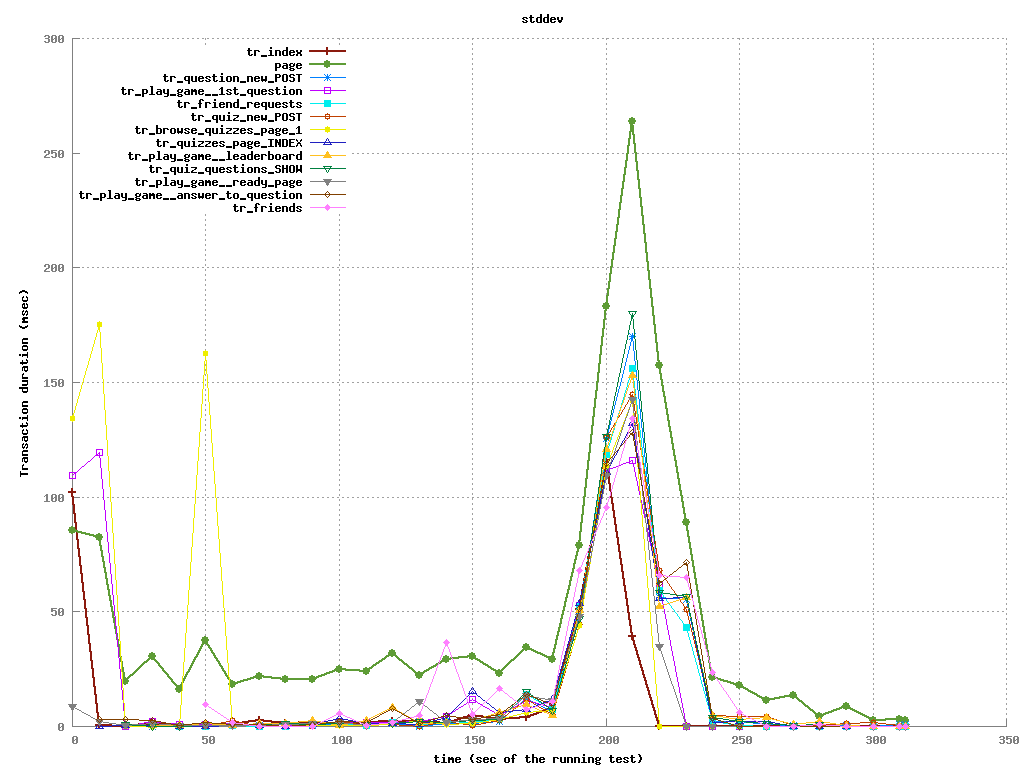 stddev
300
250
200
150
100
50
0
Transaction duration (msec)
tr_index
page
tr_question_new_POST
tr_play_game__1st_question
tr_friend_requests
tr_quiz_new_POST
tr_browse_quizzes_page_1
tr_quizzes_page_INDEX
tr_play_game__leaderboard
tr_quiz_questions_SHOW
tr_play_game__ready_page
tr_play_game__answer_to_question
tr_friends
0 50 100 150 200 250 300 350
time (sec of the running test)